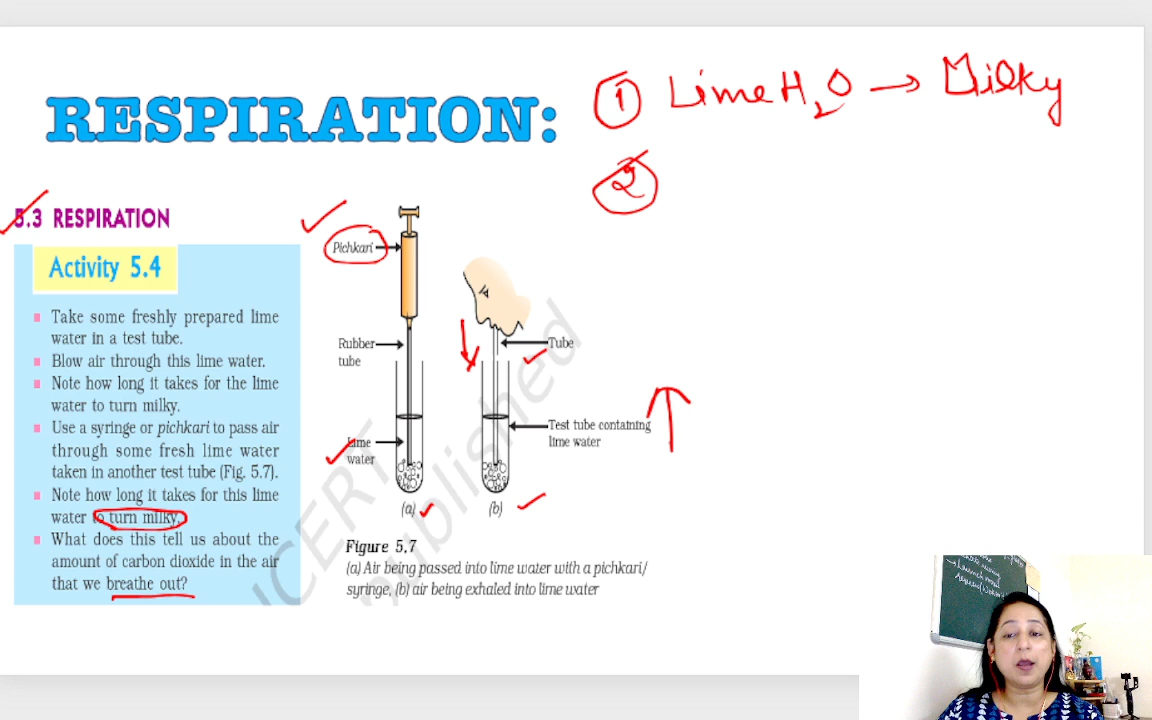 ① Lime H₂O → Milky
RESPIRATION:
②
5.3 RESPIRATION
Activity 5.4
Take some freshly prepared lime
water in a test tube.
Blow air through this lime water.
Note how long it takes for the lime
water to turn milky.
Use a syringe or pichkari to pass air
through some fresh lime water
taken in another test tube (Fig. 5.7).
Note how long it takes for this lime
water to turn milky.
What does this tell us about the
amount of carbon dioxide in the air
that we breathe out?
Pichkari
Rubber
tube
Tube
Lime
water
Test tube containing
lime water
(a)
(b)
Figure 5.7
(a) Air being passed into lime water with a pichkari/
syringe, (b) air being exhaled into lime water
NCERT
published